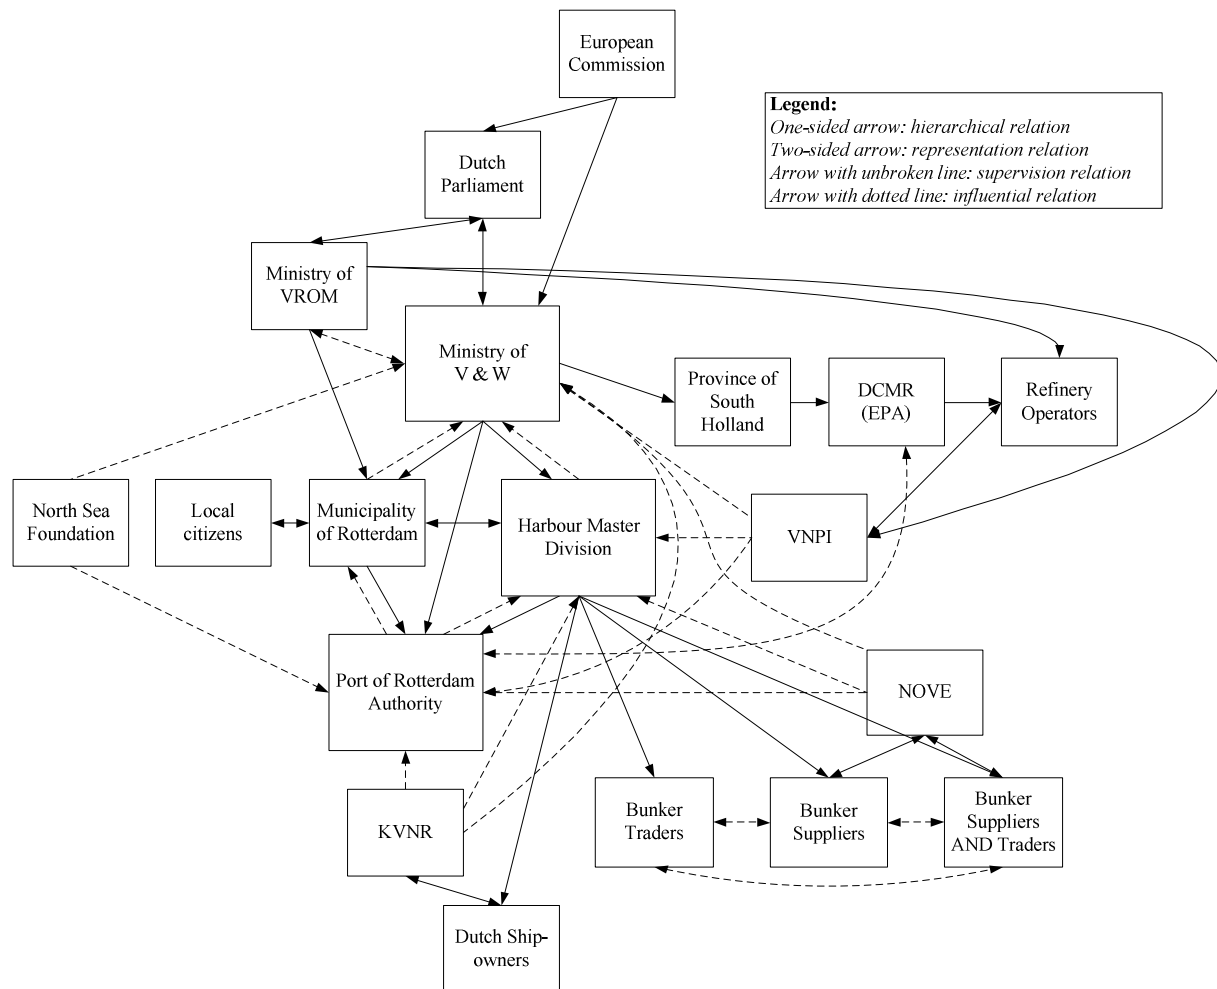 European
Commission
Legend:
One-sided arrow: hierarchical relation
Two-sided arrow: representation relation
Arrow with unbroken line: supervision relation
Arrow with dotted line: influential relation
Dutch
Parliament
Ministry of
VROM
Ministry of
V & W
Province of
South
Holland
DCMR
(EPA)
Refinery
Operators
North Sea
Foundation
Local
citizens
Municipality
of Rotterdam
Harbour Master
Division
VNPI
Port of Rotterdam
Authority
NOVE
KVNR
Bunker
Traders
Bunker
Suppliers
Bunker
Suppliers
AND Traders
Dutch Ship-
owners